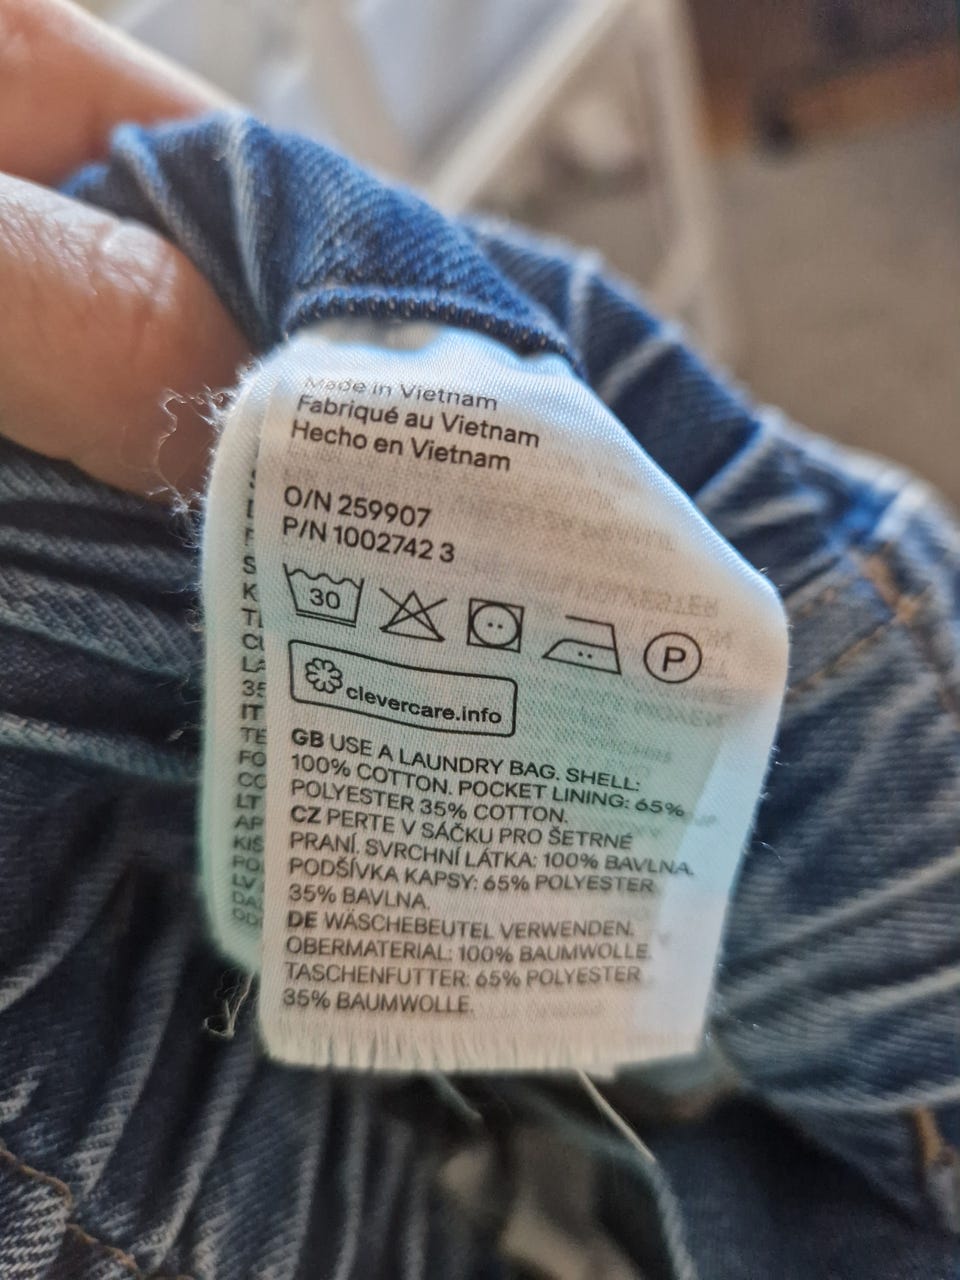 Made in Vietnam
Fabriqué au Vietnam
Hecho en Vietnam
O/N 259907
P/N 1002742 3
30
P
clevercare.info
GB USE A LAUNDRY BAG. SHELL:
100% COTTON. POCKET LINING: 65%
POLYESTER 35% COTTON.
CZ PERTE V SÁČKU PRO ŠETRNÉ
PRANÍ. SVRCHNÍ LÁTKA: 100% BAVLNA.
PODŠÍVKA KAPSY: 65% POLYESTER
35% BAVLNA.
DE WÄSCHEBEUTEL VERWENDEN.
OBERMATERIAL: 100% BAUMWOLLE.
TASCHENFUTTER: 65% POLYESTER
35% BAUMWOLLE.